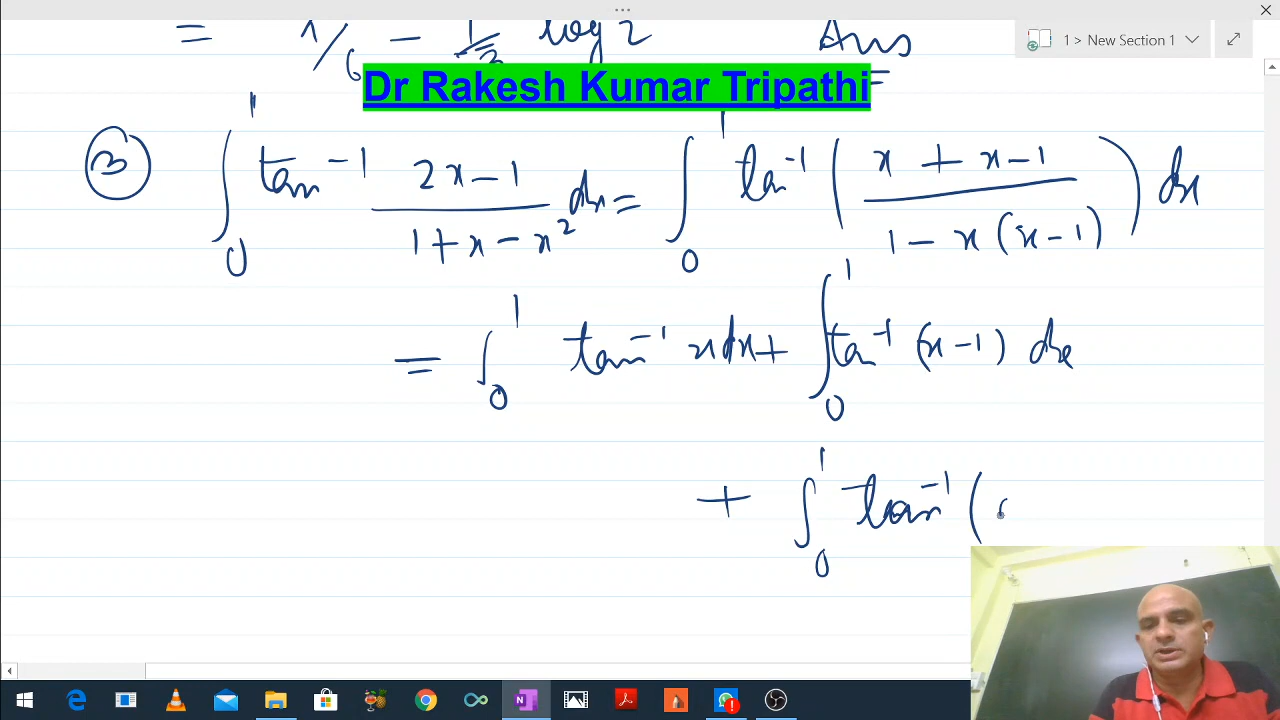 = π/6 - 1/2 log 2 Ans
1 > New Section 1
Dr Rakesh Kumar Tripathi
③ ∫₀¹ tan⁻¹ (2x-1)/(1+x-x²) dx = ∫₀¹ tan⁻¹ ( (x + x-1)/(1 - x(x-1)) ) dx
= ∫₀¹ tan⁻¹ x dx + ∫₀¹ tan⁻¹ (x-1) dx
+ ∫₀¹ tan⁻¹ (